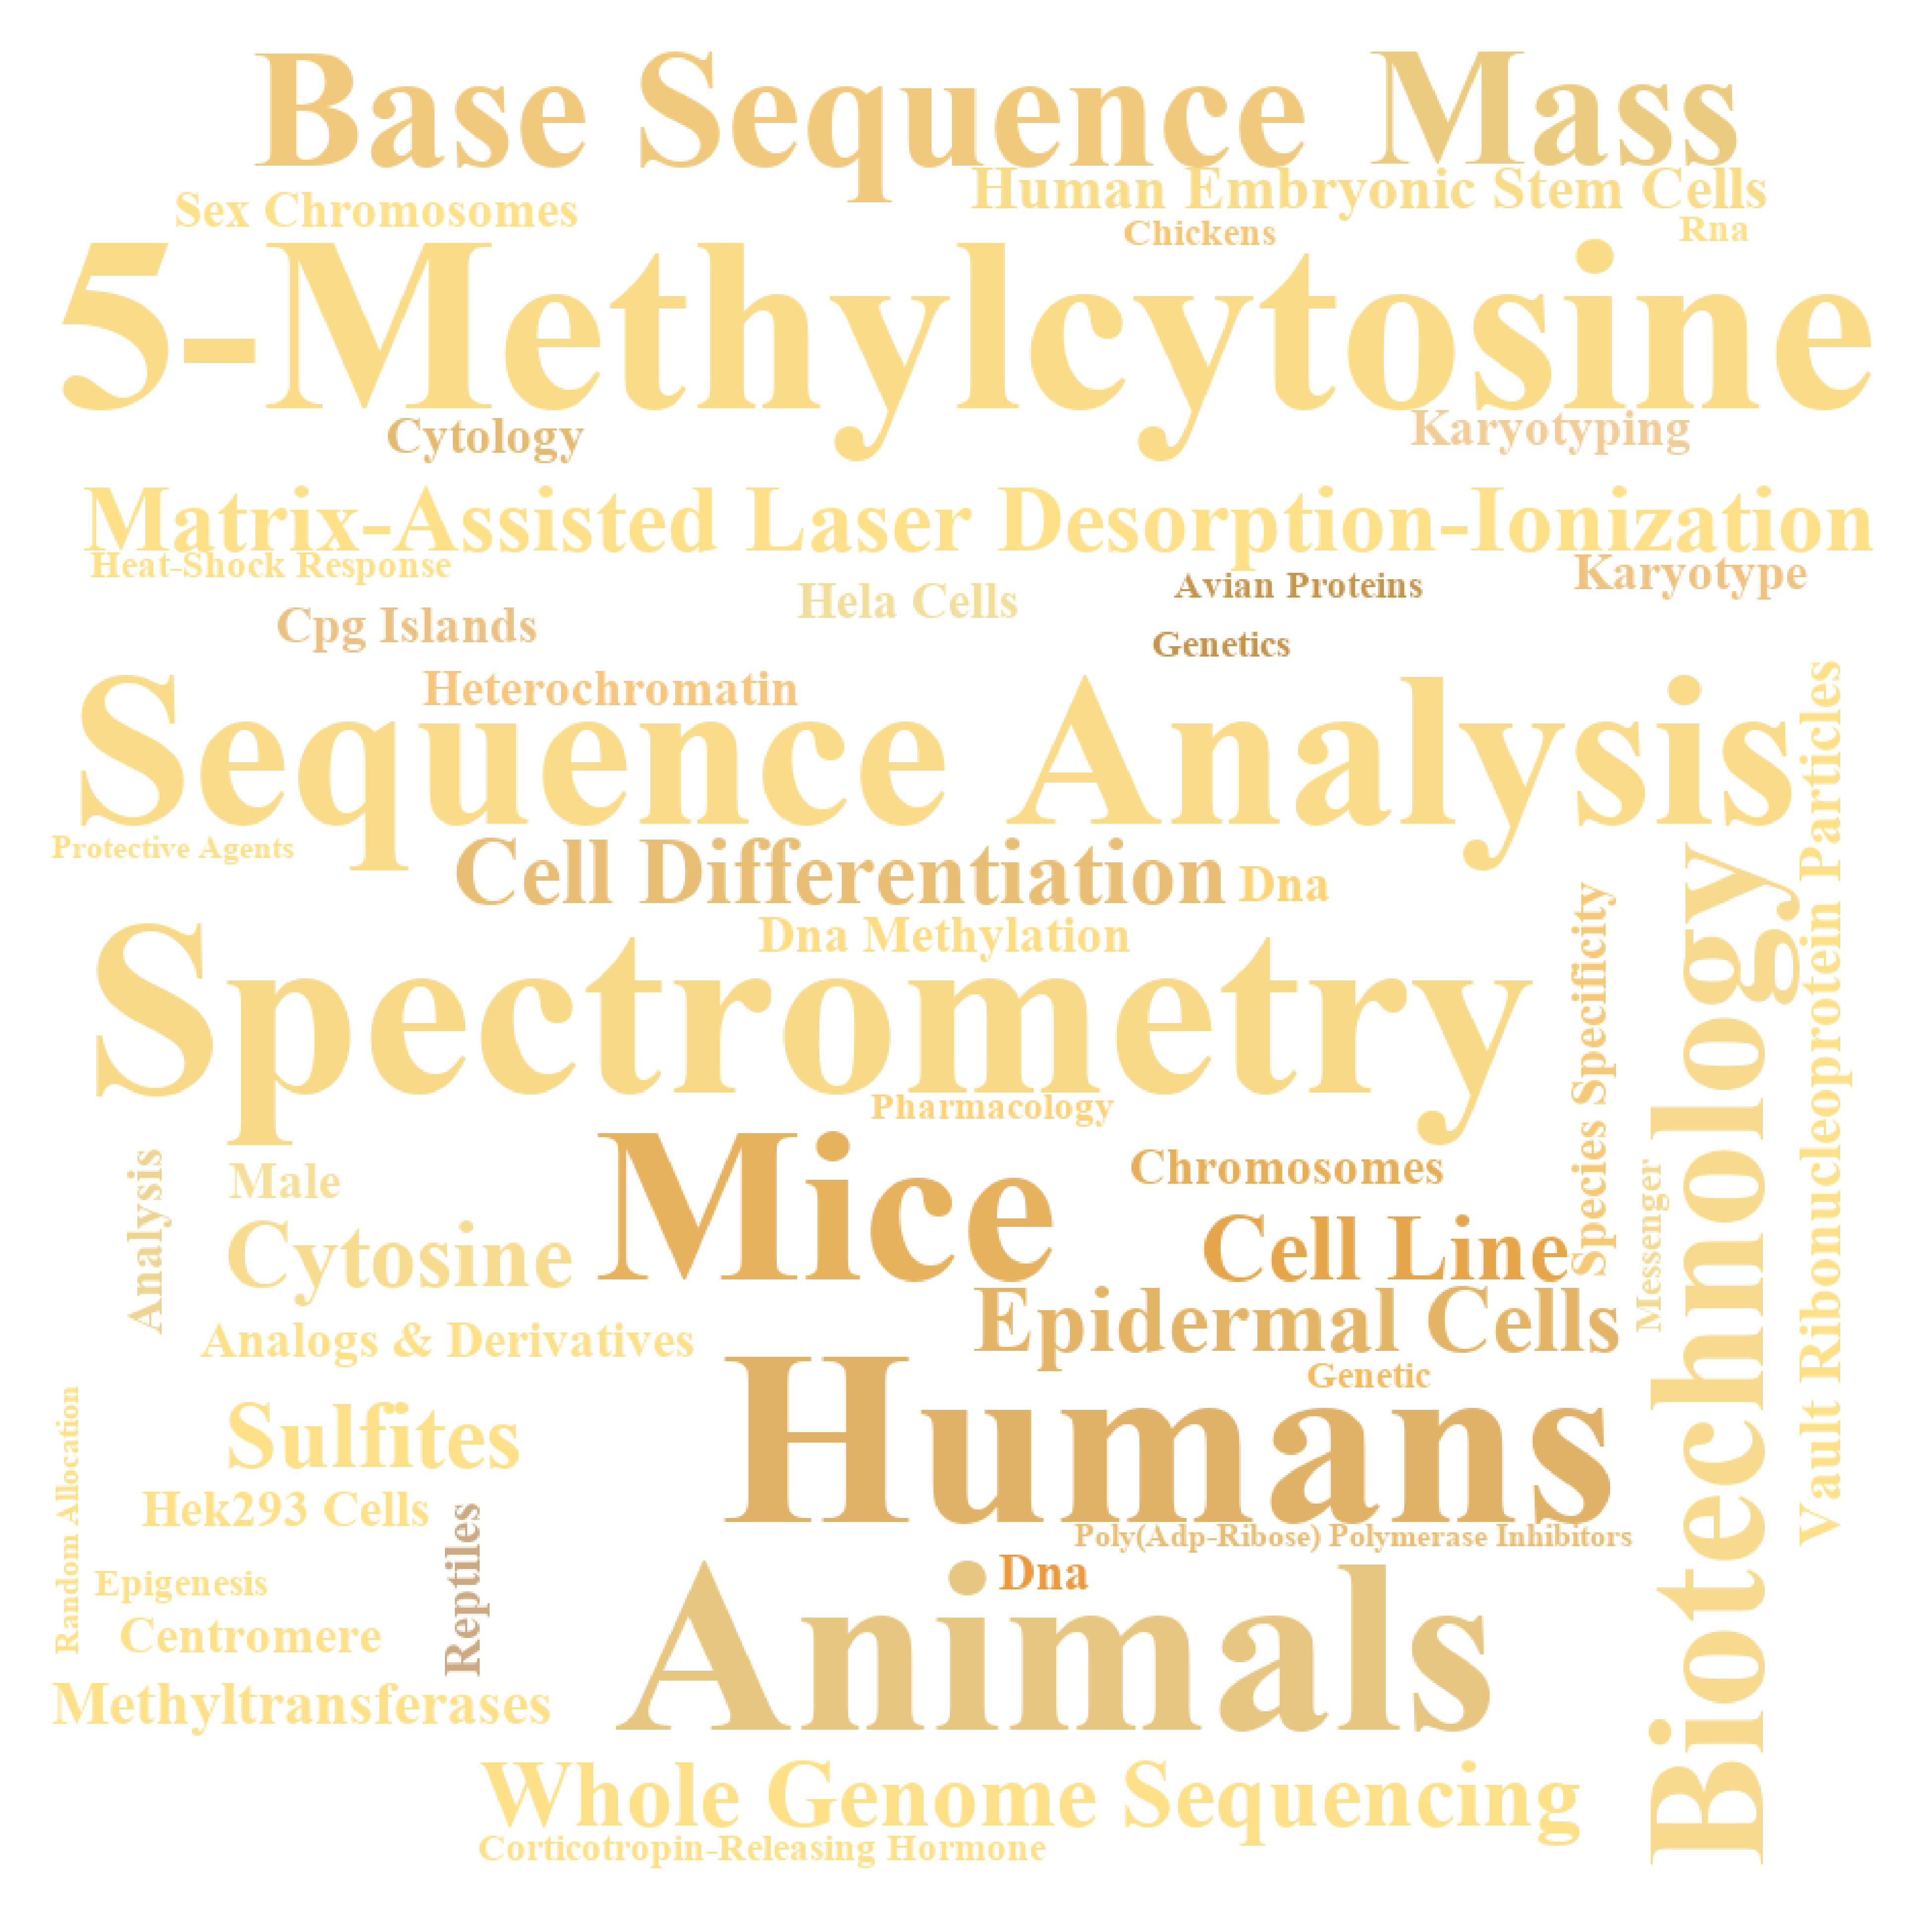 Base Sequence Mass
Sex Chromosomes
Human Embryonic Stem Cells
Chickens
Rna
5-Methylcytosine
Cytology
Karyotyping
Matrix-Assisted Laser Desorption-Ionization
Heat-Shock Response
Hela Cells
Avian Proteins
Karyotype
Cpg Islands
Genetics
Heterochromatin
Sequence Analysis
Vault Ribonucleoprotein Particles
Protective Agents
Cell Differentiation
Dna
Dna Methylation
Species Specificity
Biotechnology
Spectrometry
Pharmacology
Analysis
Male
Mice
Chromosomes
Messenger
Cytosine
Cell Line
Epidermal Cells
Analogs & Derivatives
Humans
Genetic
Sulfites
Random Allocation
Hek293 Cells
Reptiles
Poly(Adp-Ribose) Polymerase Inhibitors
Dna
Epigenesis
Animals
Centromere
Methyltransferases
Whole Genome Sequencing
Corticotropin-Releasing Hormone